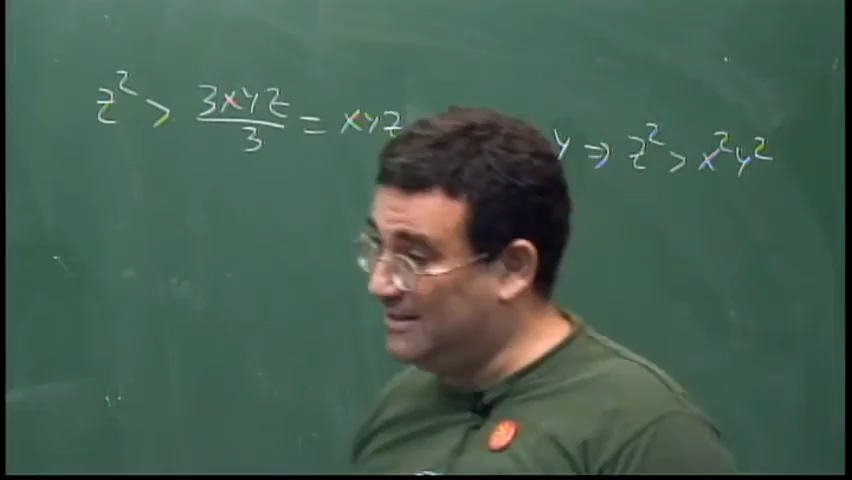 z² > 3xyz/3 = xyz y ⇒ z² > x²y²